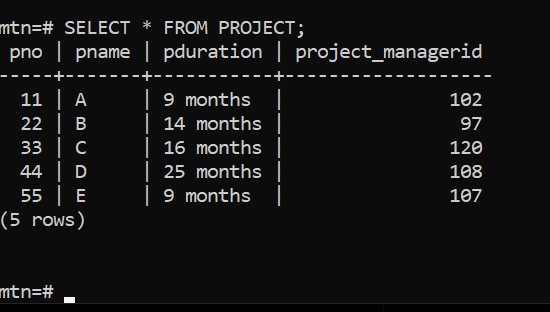 mtn=# SELECT * FROM PROJECT;
 pno | pname | pduration | project_managerid
-----+-------+-----------+-------------------
  11 | A     | 9 months  |               102
  22 | B     | 14 months |                97
  33 | C     | 16 months |               120
  44 | D     | 25 months |               108
  55 | E     | 9 months  |               107
(5 rows)
mtn=#